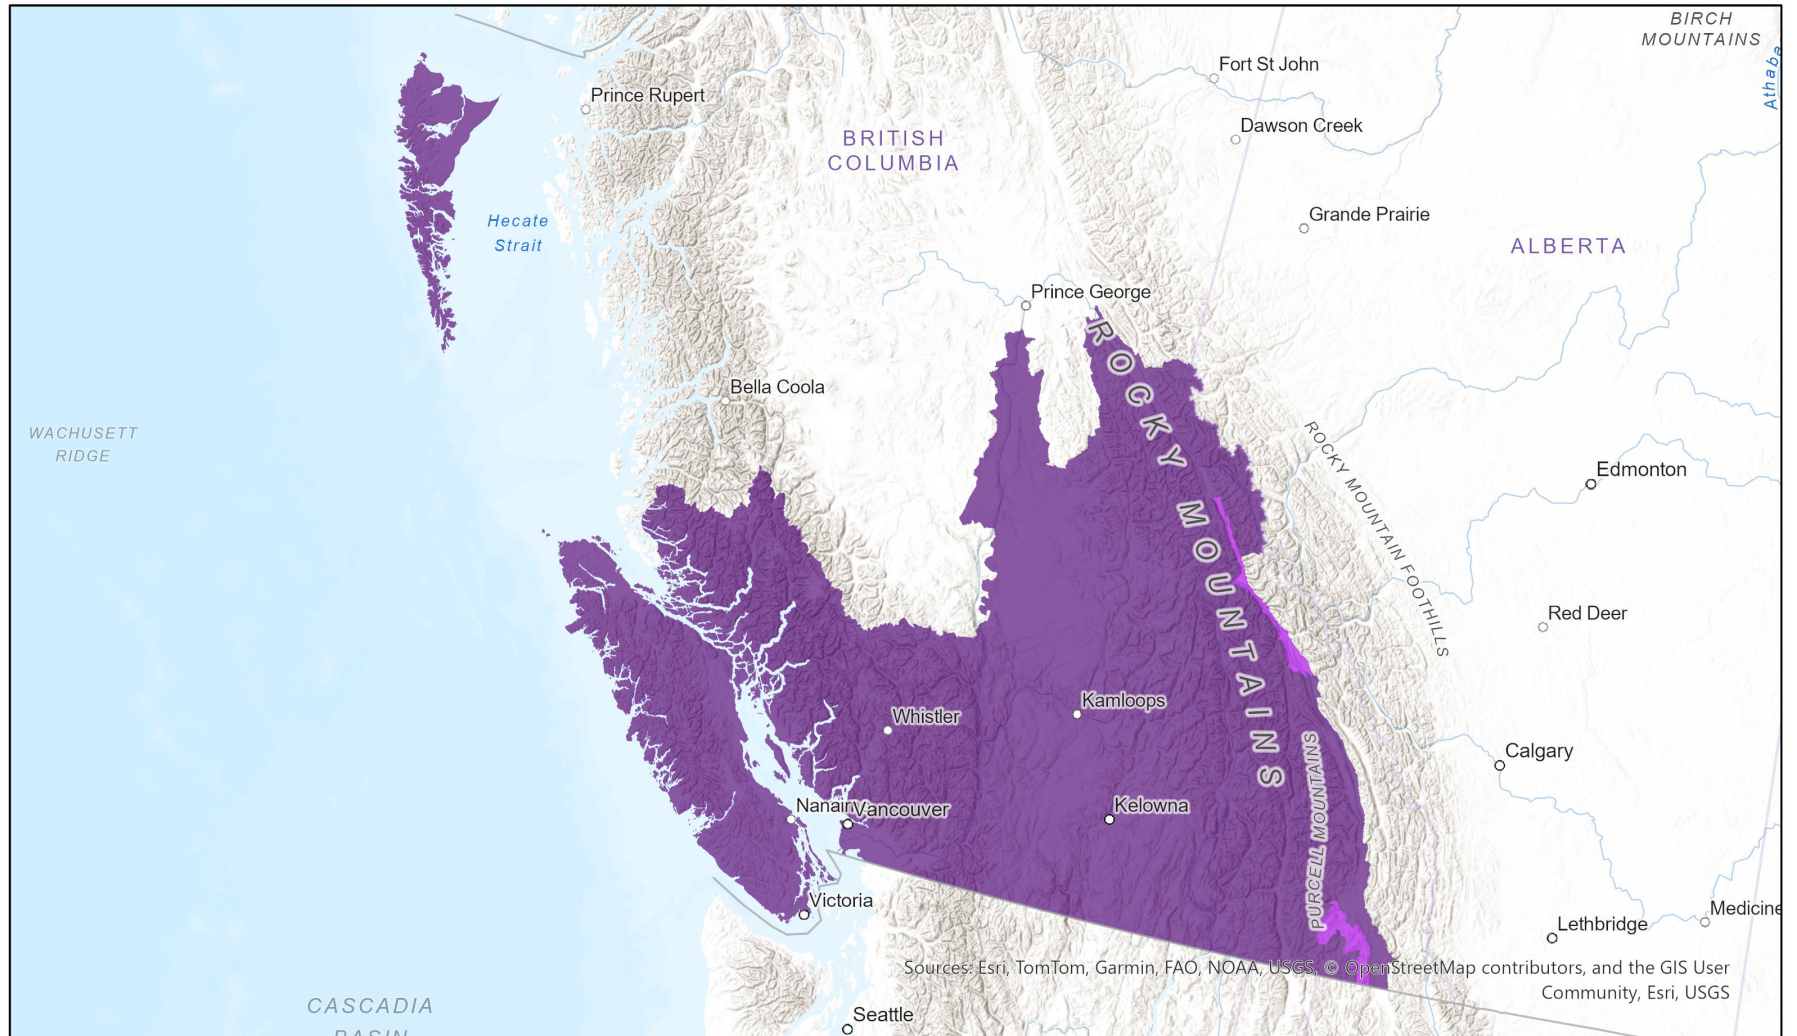 BIRCH
MOUNTAINS
Athaba
Fort St John
Prince Rupert
Dawson Creek
BRITISH
COLUMBIA
Hecate
Strait
Grande Prairie
ALBERTA
Prince George
ROCKY MOUNTAINS
Bella Coola
WACHUSETT
RIDGE
ROCKY MOUNTAIN FOOTHILLS
Edmonton
Red Deer
Kamloops
Whistler
PURCELL MOUNTAINS
Calgary
Nanaim
Vancouver
Kelowna
Victoria
Medicine
Lethbridge
Sources: Esri, TomTom, Garmin, FAO, NOAA, USGS, © OpenStreetMap contributors, and the GIS User
Community, Esri, USGS
CASCADIA
BASIN
Seattle